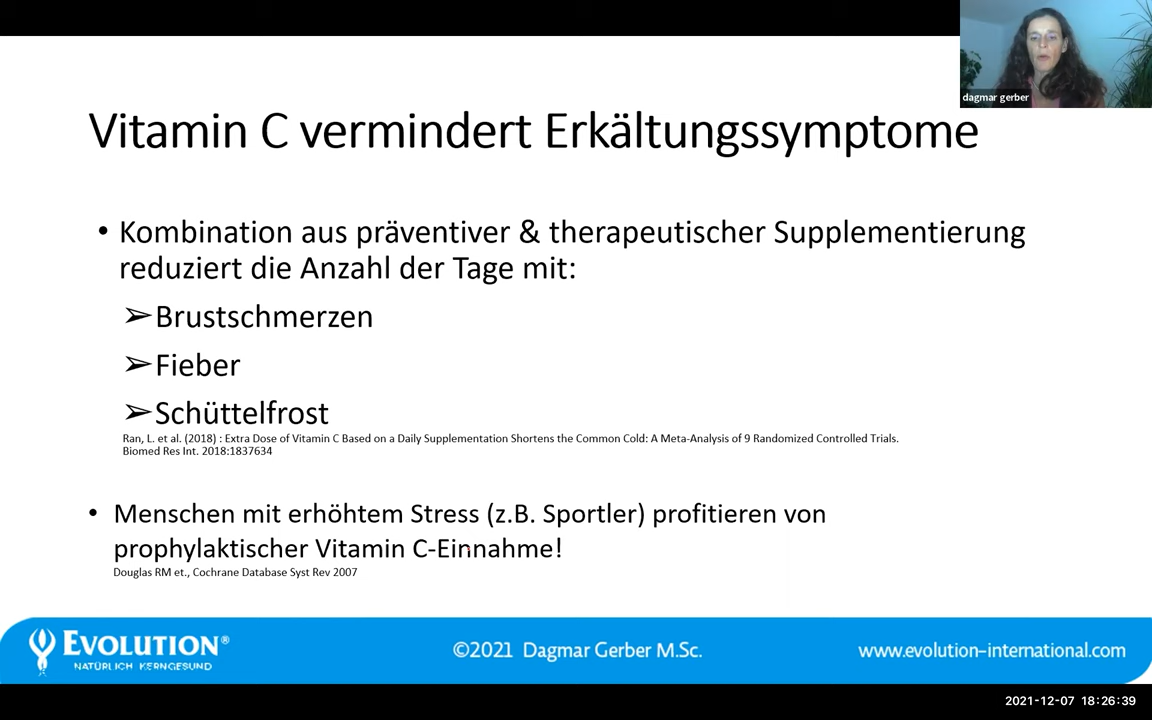 dagmar gerber
Vitamin C vermindert Erkältungssymptome
• Kombination aus präventiver & therapeutischer Supplementierung
reduziert die Anzahl der Tage mit:
➢Brustschmerzen
➢Fieber
➢Schüttelfrost
Ran, L. et al. (2018) : Extra Dose of Vitamin C Based on a Daily Supplementation Shortens the Common Cold: A Meta-Analysis of 9 Randomized Controlled Trials.
Biomed Res Int. 2018:1837634
• Menschen mit erhöhtem Stress (z.B. Sportler) profitieren von
prophylaktischer Vitamin C-Einnahme!
Douglas RM et., Cochrane Database Syst Rev 2007
EVOLUTION®
NATÜRLICH KERNGESUND
©2021 Dagmar Gerber M.Sc.
www.evolution-international.com
2021-12-07 18:26:39